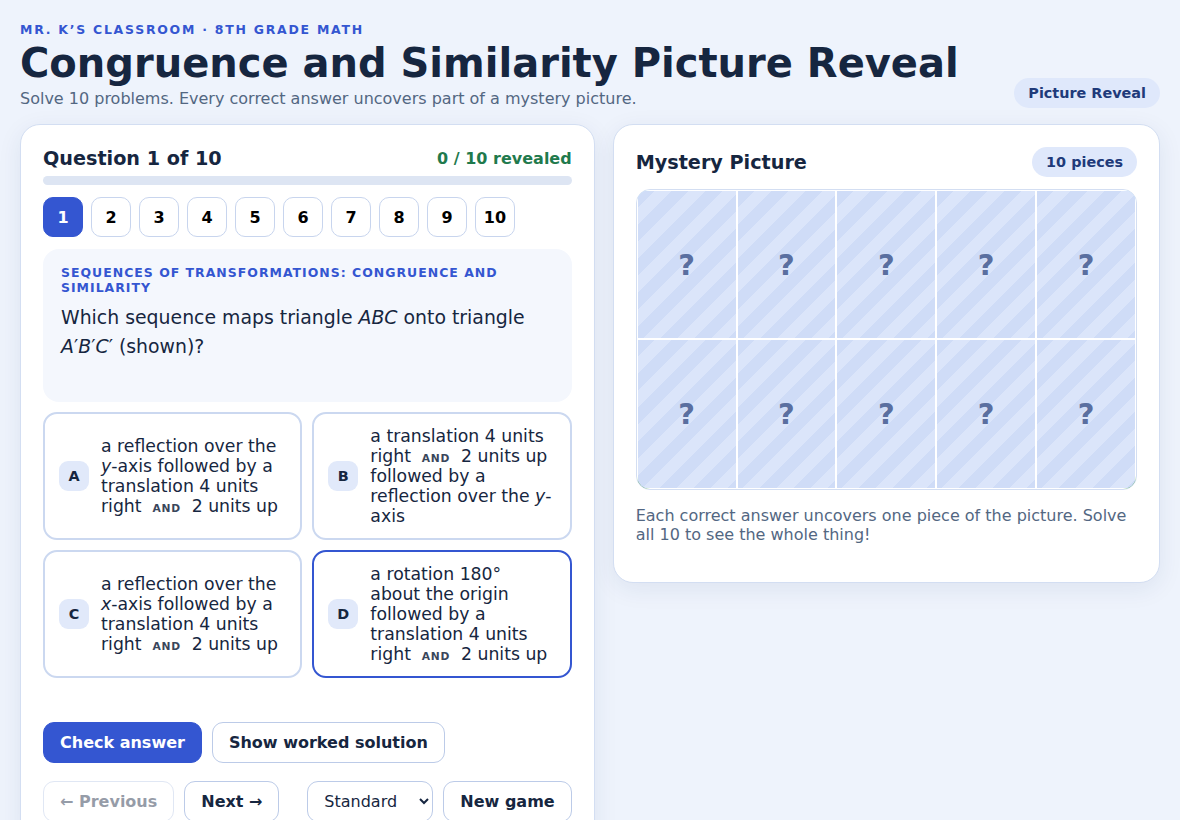 MR. K’S CLASSROOM · 8TH GRADE MATH
Congruence and Similarity Picture Reveal
Solve 10 problems. Every correct answer uncovers part of a mystery picture.
Picture Reveal
Question 1 of 10
0 / 10 revealed
1 2 3 4 5 6 7 8 9 10
SEQUENCES OF TRANSFORMATIONS: CONGRUENCE AND
SIMILARITY
Which sequence maps triangle ABC onto triangle
A′B′C′ (shown)?
A
a reflection over the
y-axis followed by a
translation 4 units
right AND 2 units up
B
a translation 4 units
right AND 2 units up
followed by a
reflection over the y-
axis
C
a reflection over the
x-axis followed by a
translation 4 units
right AND 2 units up
D
a rotation 180°
about the origin
followed by a
translation 4 units
right AND 2 units up
Check answer
Show worked solution
← Previous
Next →
Standard
New game
Mystery Picture
10 pieces
? ? ? ? ?
? ? ? ? ?
Each correct answer uncovers one piece of the picture. Solve
all 10 to see the whole thing!